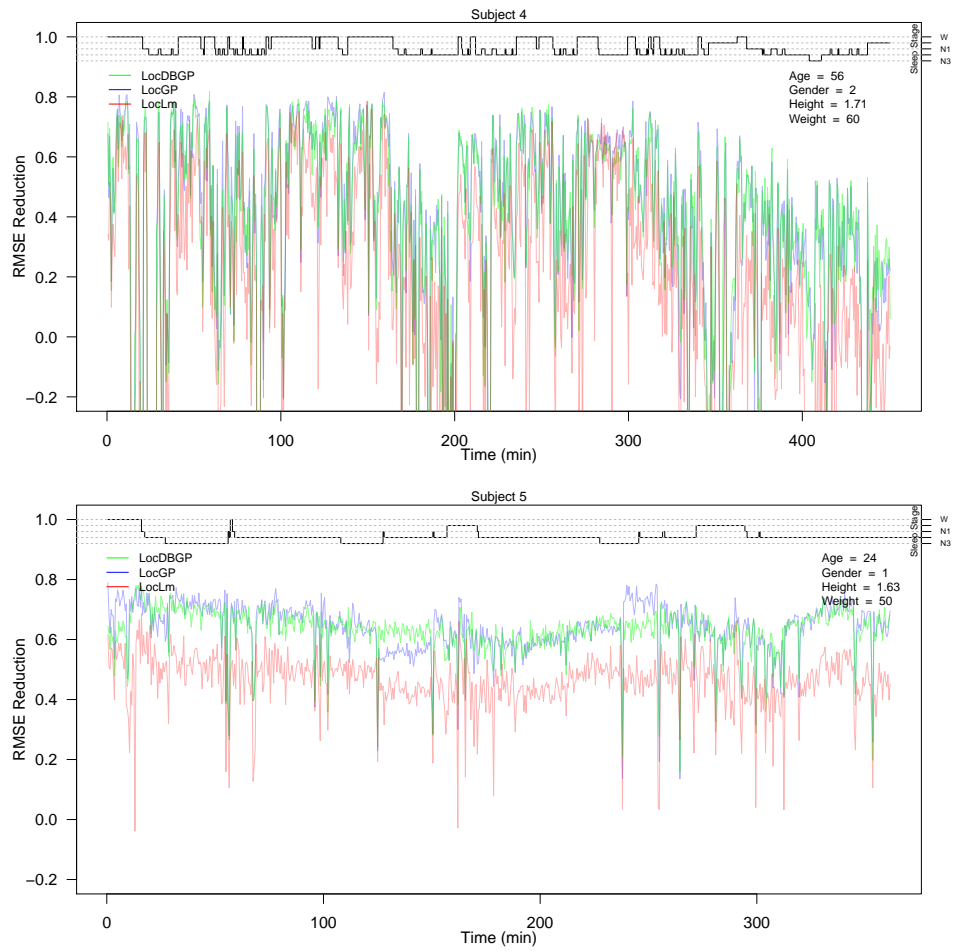 Subject 4
1.0
0.8
0.6
0.4
0.2
0.0
−0.2
RMSE Reduction
LocDBGP
LocGP
LocLm
Sleep Stage
W
N1
N3
Age = 56
Gender = 2
Height = 1.71
Weight = 60
0 100 200 300 400
Time (min)
Subject 5
1.0
0.8
0.6
0.4
0.2
0.0
−0.2
RMSE Reduction
LocDBGP
LocGP
LocLm
Sleep Stage
W
N1
N3
Age = 24
Gender = 1
Height = 1.63
Weight = 50
0 100 200 300
Time (min)